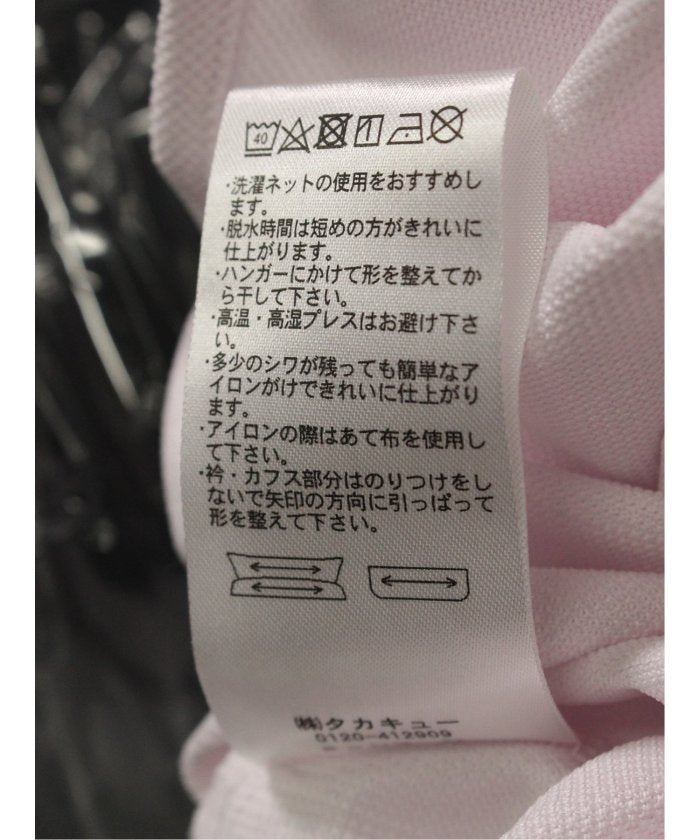 40
・洗濯ネットの使用をおすすめし
ます。
・脱水時間は短めの方がきれいに
仕上がります。
・ハンガーにかけて形を整えてか
ら干して下さい。
・高温・高湿プレスはお避け下さ
い。
・多少のシワが残っても簡単なア
イロンがけできれいに仕上がり
ます。
・アイロンの際はあて布を使用し
て下さい。
・衿・カフス部分はのりつけをし
ないで矢印の方向に引っぱって
形を整えて下さい。
㈱タカキュー
0120-412909